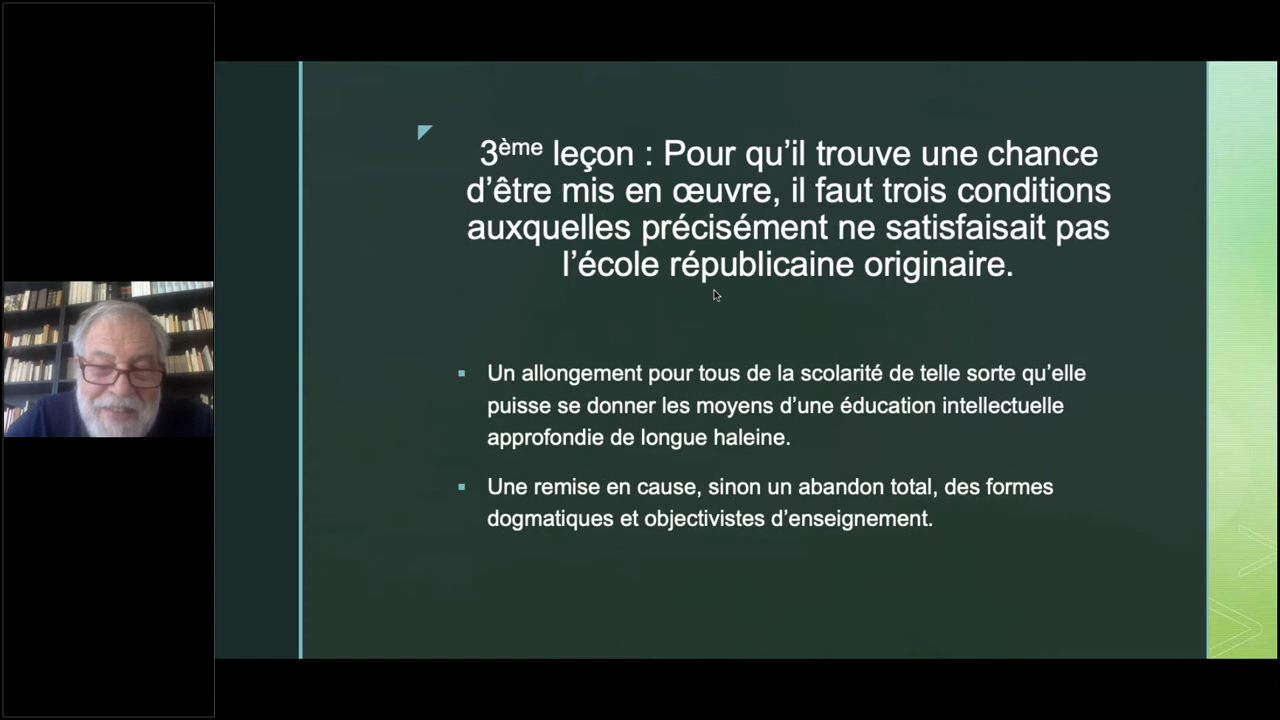 3ème leçon : Pour qu’il trouve une chance
d’être mis en œuvre, il faut trois conditions
auxquelles précisément ne satisfaisait pas
l’école républicaine originaire.
Un allongement pour tous de la scolarité de telle sorte qu’elle
puisse se donner les moyens d’une éducation intellectuelle
approfondie de longue haleine.
Une remise en cause, sinon un abandon total, des formes
dogmatiques et objectivistes d’enseignement.